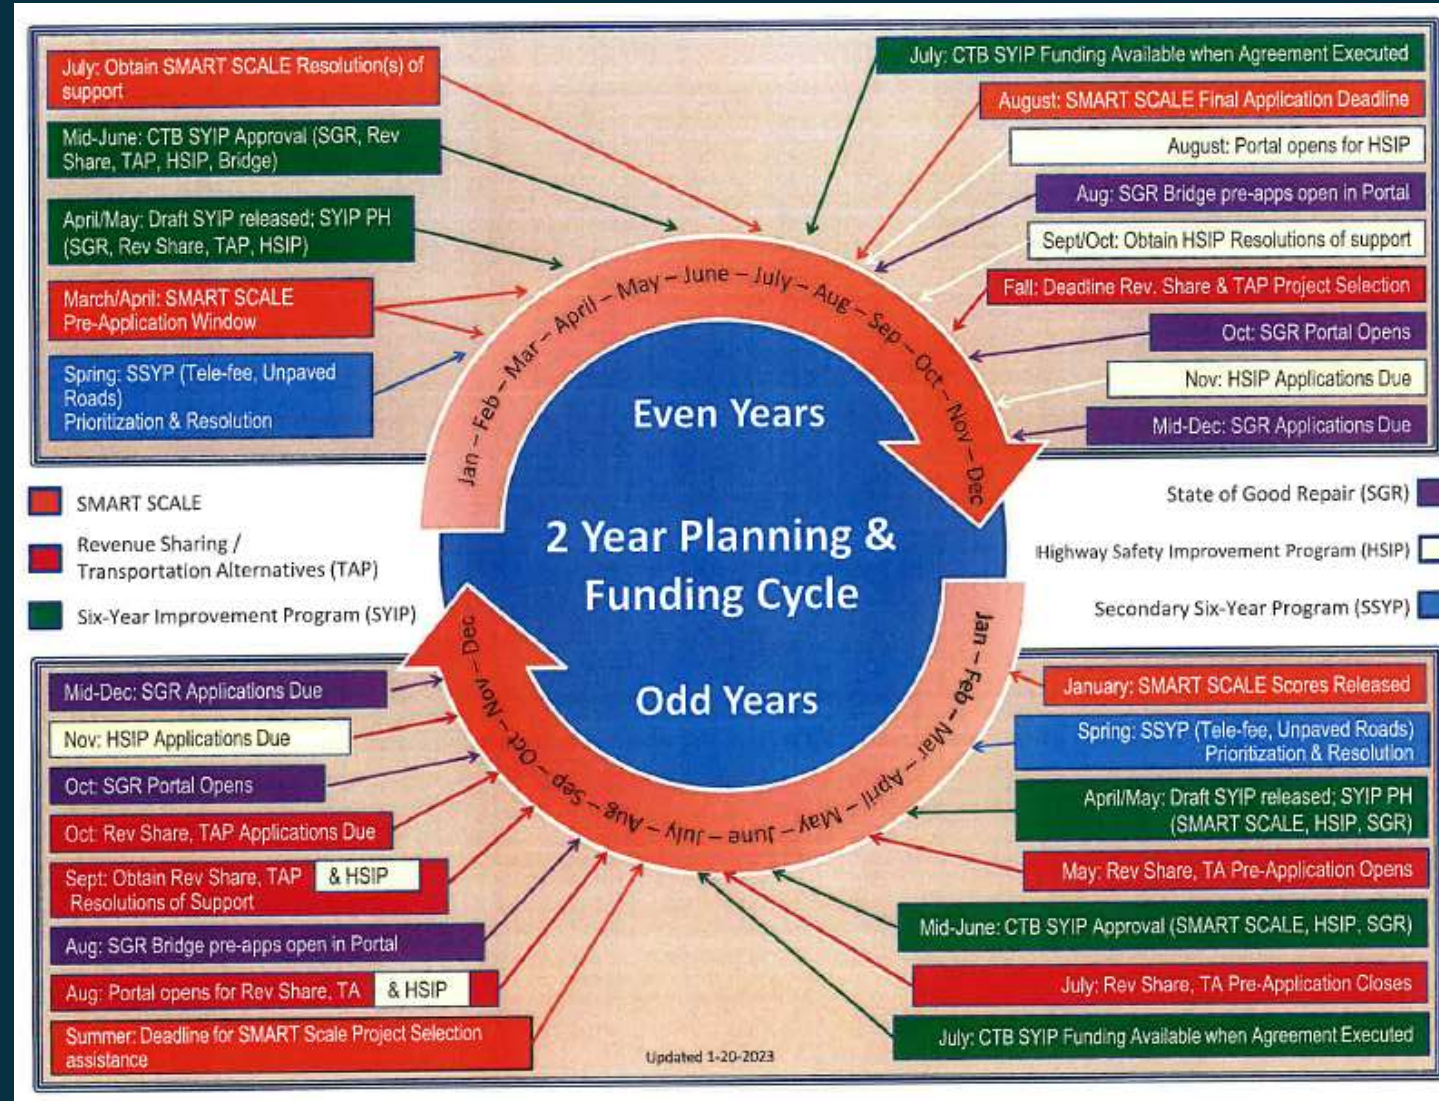 July: Obtain SMART SCALE Resolution(s) of
support
Mid-June: CTB SYIP Approval (SGR, Rev
Share, TAP, HSIP, Bridge)
April/May: Draft SYIP released; SYIP PH
(SGR, Rev Share, TAP, HSIP)
March/April: SMART SCALE
Pre-Application Window
Spring: SSYP (Tele-fee, Unpaved
Roads)
Prioritization & Resolution
July: CTB SYIP Funding Available when Agreement Executed
August: SMART SCALE Final Application Deadline
August: Portal opens for HSIP
Aug: SGR Bridge pre-apps open in Portal
Sept/Oct: Obtain HSIP Resolutions of support
Fall: Deadline Rev. Share & TAP Project Selection
Oct: SGR Portal Opens
Nov: HSIP Applications Due
Mid-Dec: SGR Applications Due
Jan – Feb – Mar – April – May – June – July – Aug – Sep – Oct – Nov – Dec
Even Years
2 Year Planning &
Funding Cycle
Odd Years
Jan – Feb – Mar – April – May – June – July – Aug – Sep – Oct – Nov – Dec
SMART SCALE
Revenue Sharing /
Transportation Alternatives (TAP)
Six-Year Improvement Program (SYIP)
State of Good Repair (SGR)
Highway Safety Improvement Program (HSIP)
Secondary Six-Year Program (SSYP)
Mid-Dec: SGR Applications Due
Nov: HSIP Applications Due
Oct: SGR Portal Opens
Oct: Rev Share, TAP Applications Due
Sept: Obtain Rev Share, TAP & HSIP
Resolutions of Support
Aug: SGR Bridge pre-apps open in Portal
Aug: Portal opens for Rev Share, TA & HSIP
Summer: Deadline for SMART Scale Project Selection
assistance
January: SMART SCALE Scores Released
Spring: SSYP (Tele-fee, Unpaved Roads)
Prioritization & Resolution
April/May: Draft SYIP released; SYIP PH
(SMART SCALE, HSIP, SGR)
May: Rev Share, TA Pre-Application Opens
Mid-June: CTB SYIP Approval (SMART SCALE, HSIP, SGR)
July: Rev Share, TA Pre-Application Closes
July: CTB SYIP Funding Available when Agreement Executed
Updated 1-20-2023